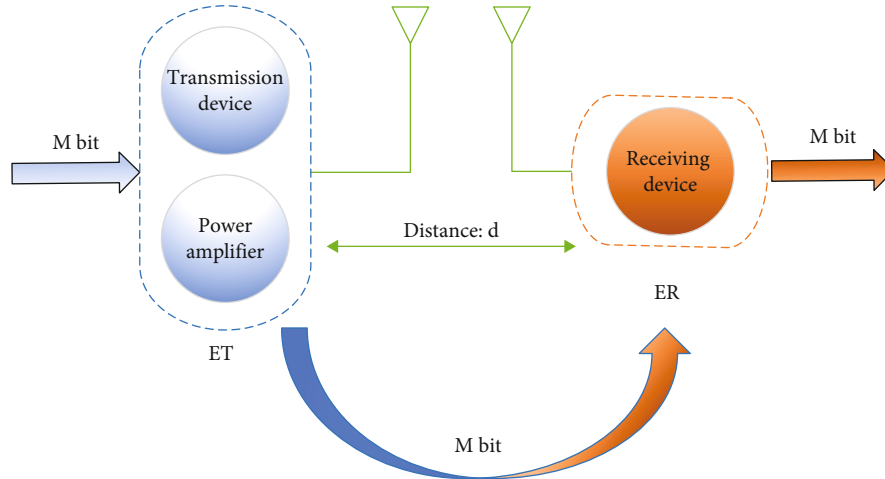 Transmission
device
M bit
Power
amplifier
ET
Distance: d
Receiving
device
M bit
ER
M bit